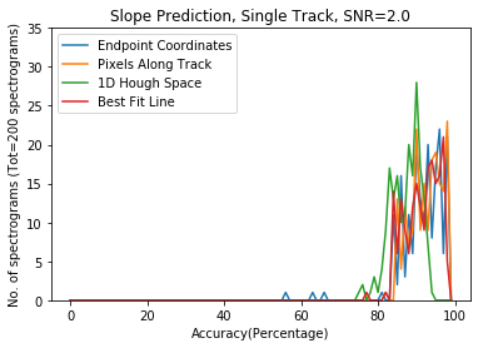 Slope Prediction, Single Track, SNR=2.0
No. of spectrograms (Tot=200 spectrograms)
35
30
25
20
15
10
5
0
Endpoint Coordinates
Pixels Along Track
1D Hough Space
Best Fit Line
0 20 40 60 80 100
Accuracy(Percentage)